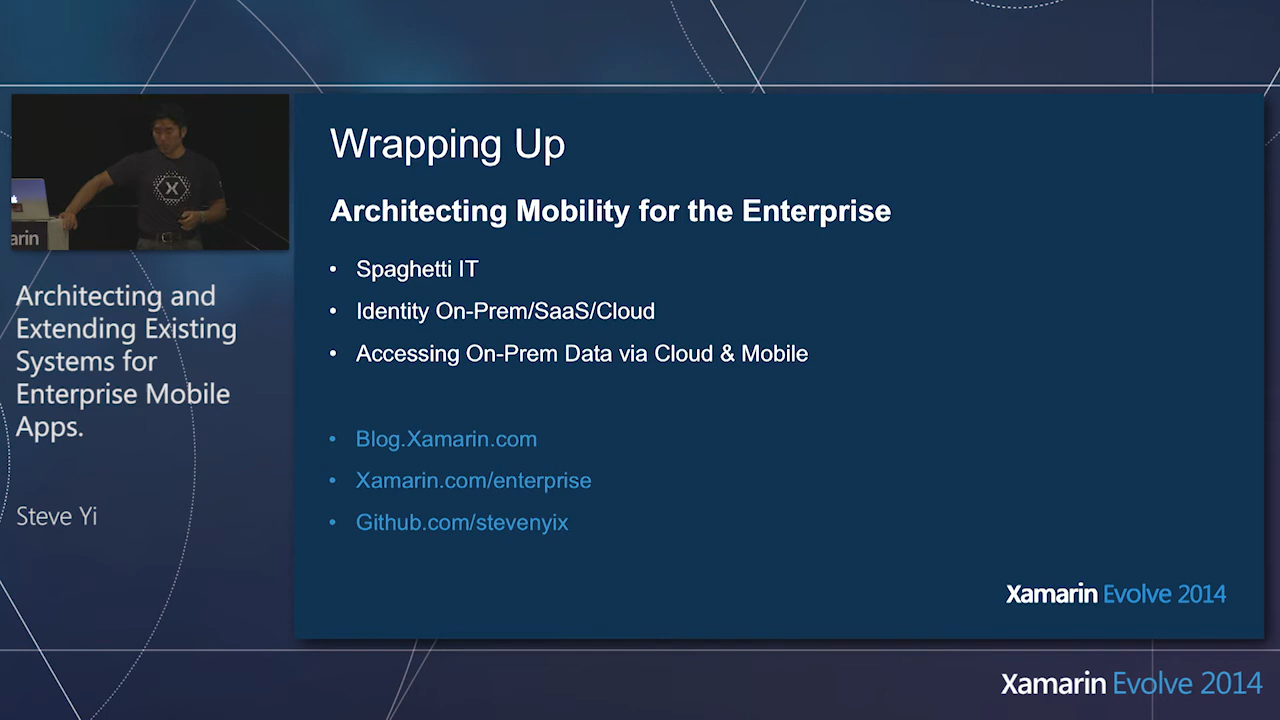 Wrapping Up
Architecting Mobility for the Enterprise
• Spaghetti IT
• Identity On-Prem/SaaS/Cloud
• Accessing On-Prem Data via Cloud & Mobile
• Blog.Xamarin.com
• Xamarin.com/enterprise
• Github.com/stevenyix
Xamarin Evolve 2014
arin
X
Architecting and
Extending Existing
Systems for
Enterprise Mobile
Apps.
Steve Yi
Xamarin Evolve 2014